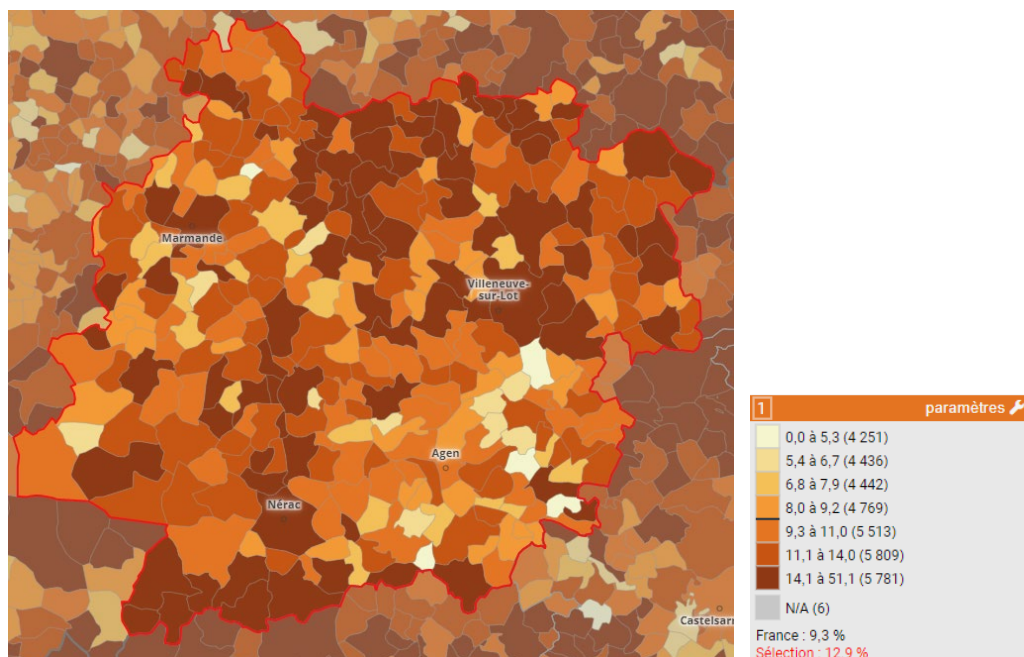 Marmande
Villeneuve-
sur-Lot
Agen
Nérac
Castelsarr
1
paramètres
0,0 à 5,3 (4 251)
5,4 à 6,7 (4 436)
6,8 à 7,9 (4 442)
8,0 à 9,2 (4 769)
9,3 à 11,0 (5 513)
11,1 à 14,0 (5 809)
14,1 à 51,1 (5 781)
N/A (6)
France : 9,3 %
Sélection : 12,9 %